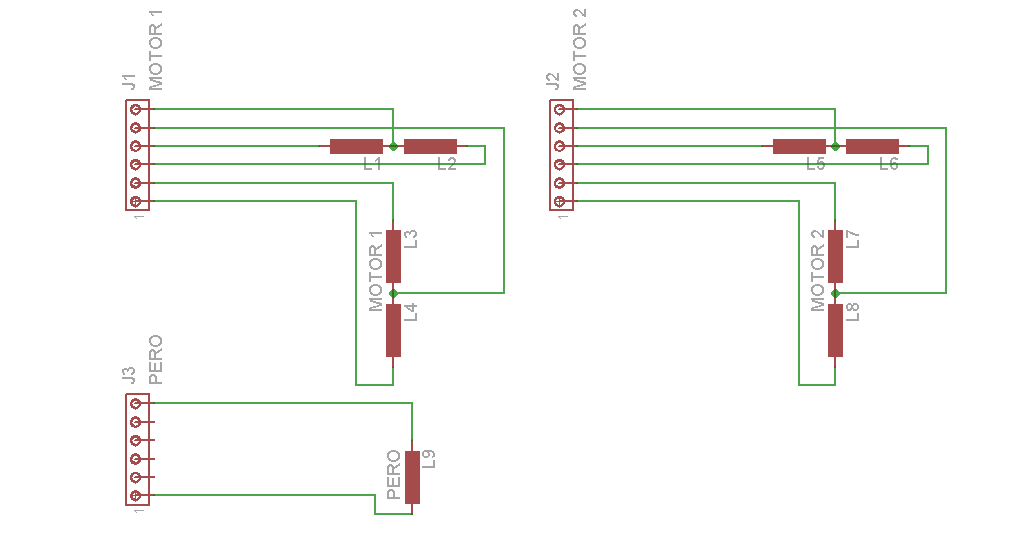 MOTOR 1
J1
1
L1
L2
L3
MOTOR 1
L4
MOTOR 2
J2
1
L5
L6
L7
MOTOR 2
L8
PERO
J3
1
PERO
L9